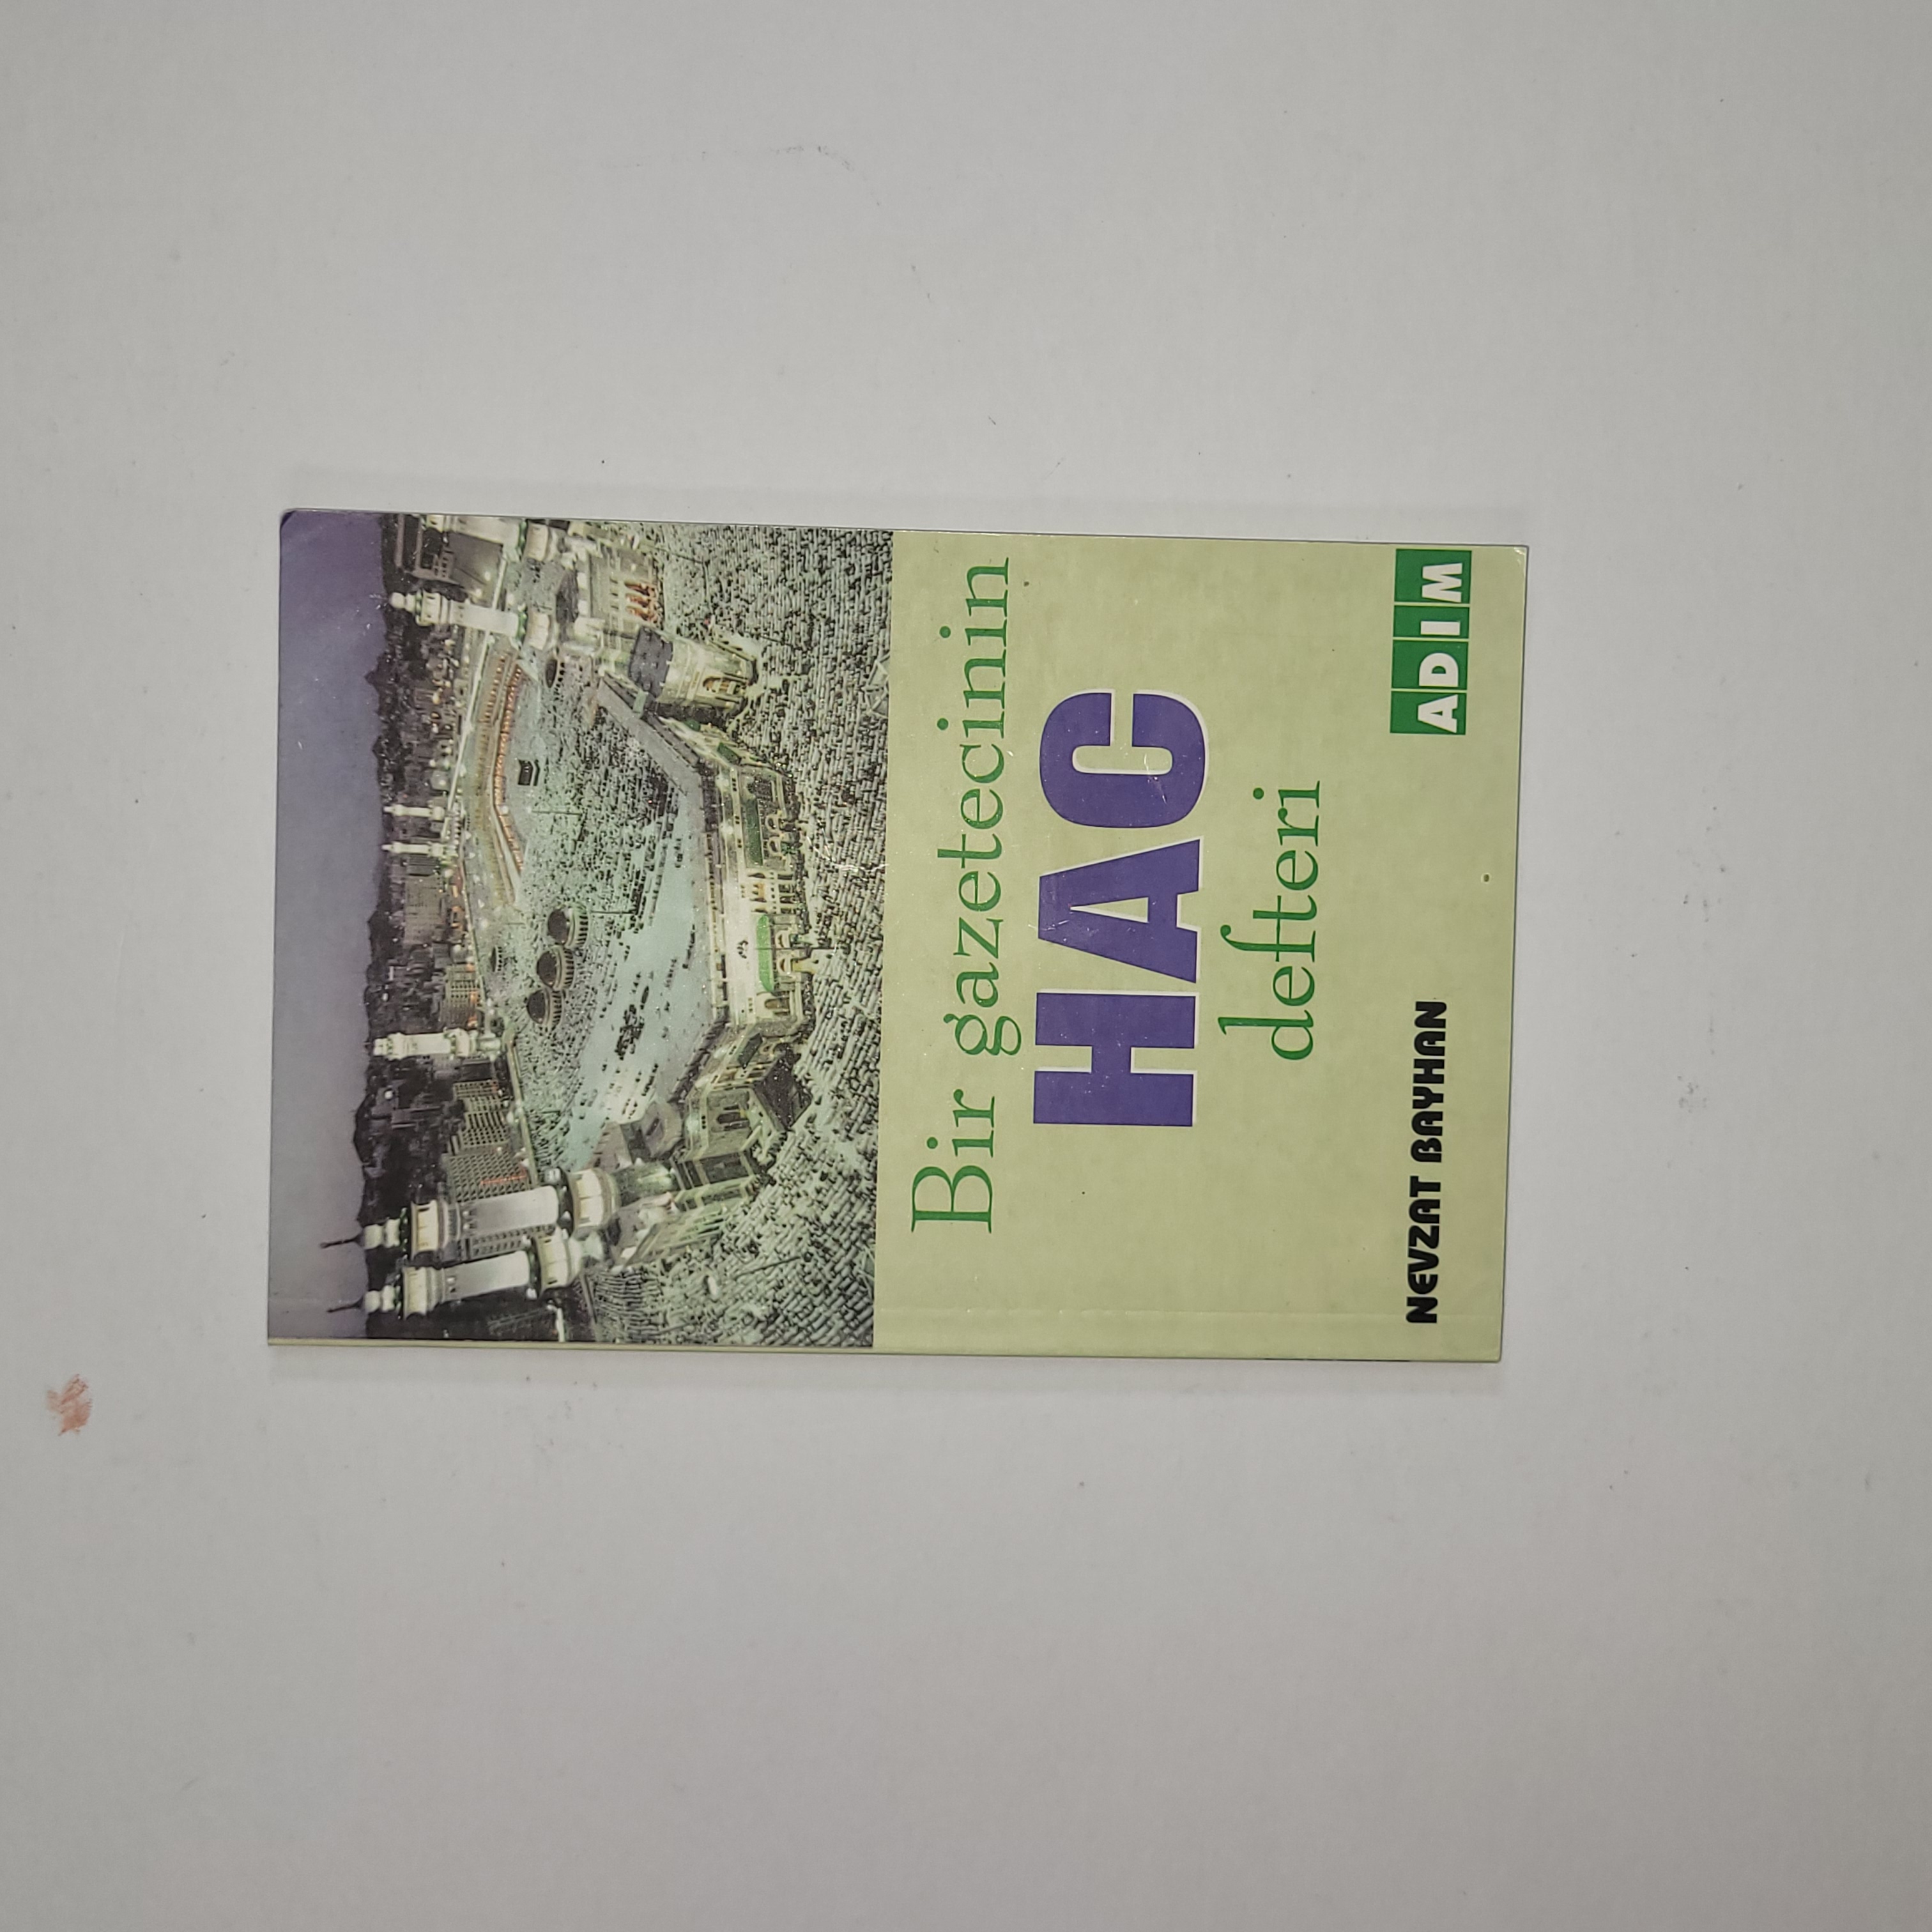 Bir gazetecinin
HAC
defteri
NEVZAT BAYHAN
ADIM